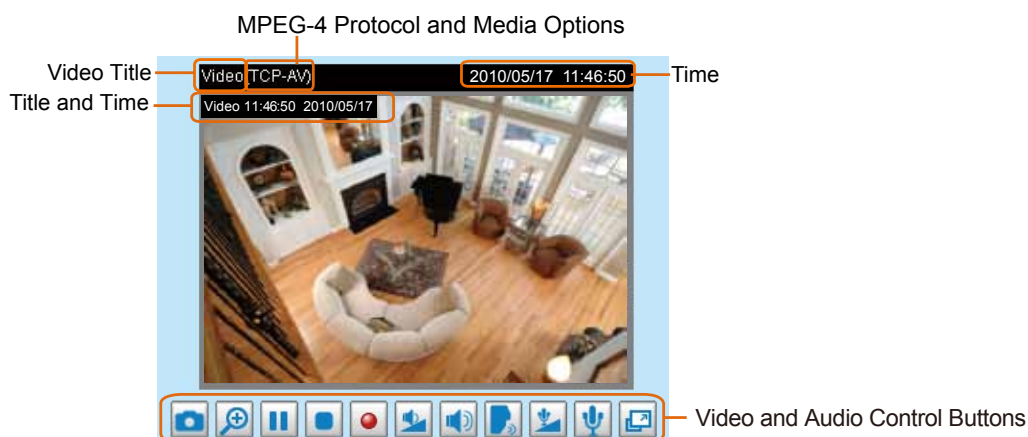 MPEG-4 Protocol and Media Options
Video Title
Video(TCP-AV)
2010/05/17 11:46:50
Time
Title and Time
Video 11:46:50 2010/05/17
Video and Audio Control Buttons